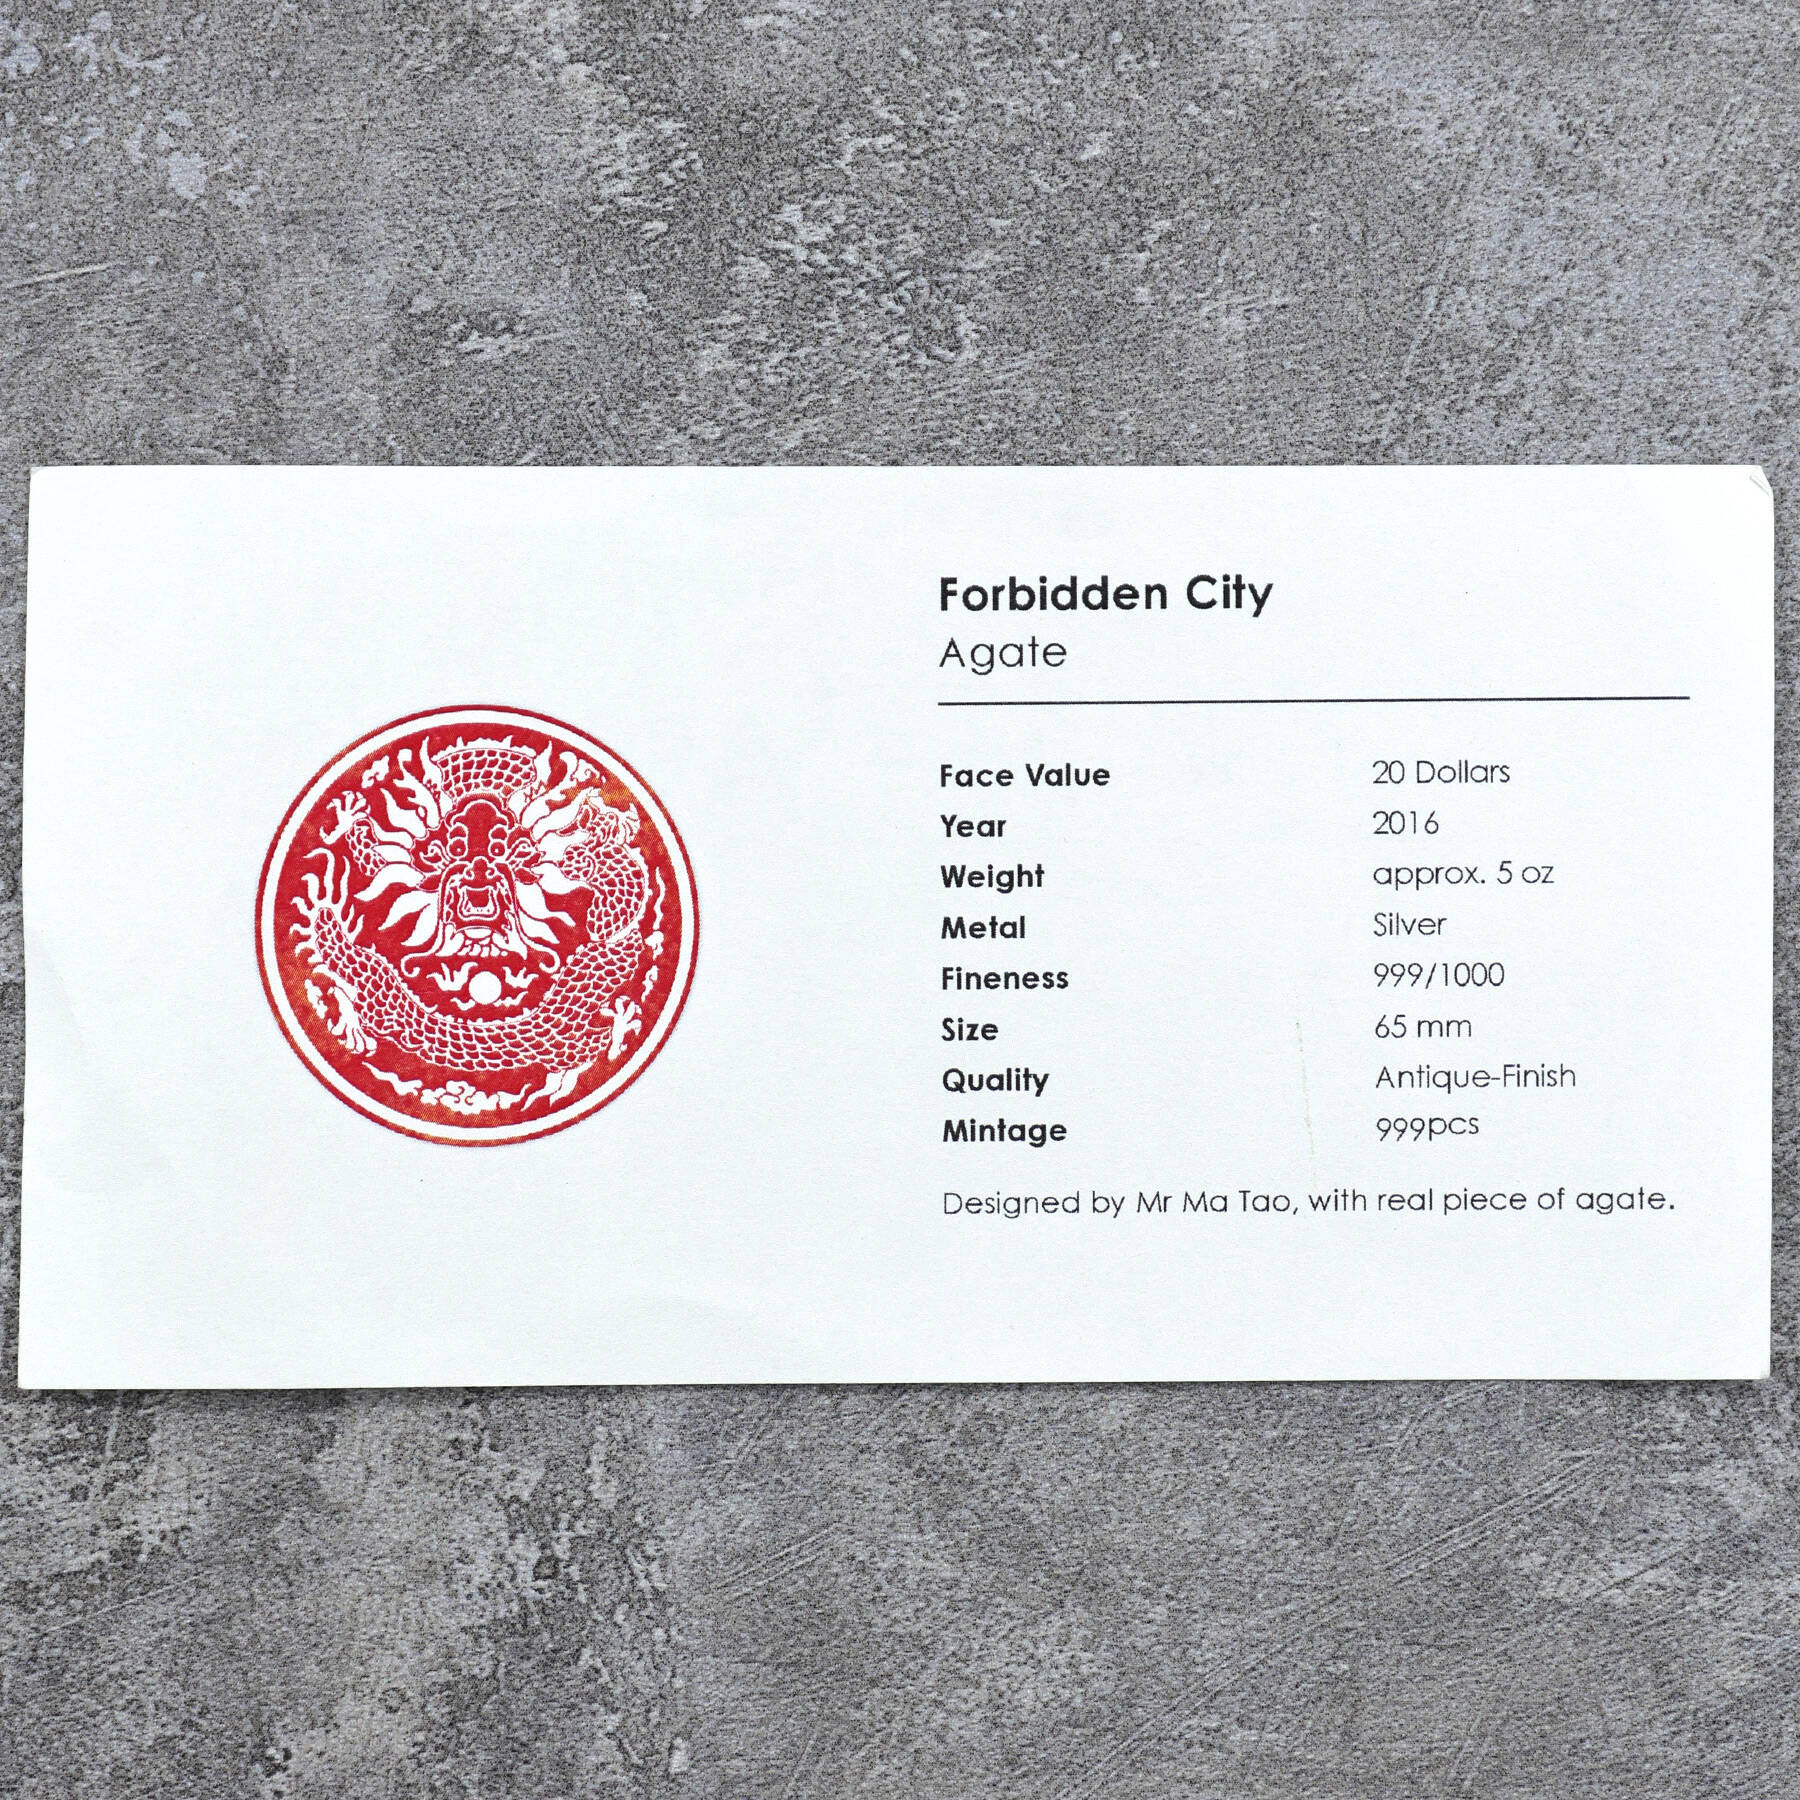 Forbidden City
Agate
Face Value 20 Dollars
Year 2016
Weight approx. 5 oz
Metal Silver
Fineness 999/1000
Size 65 mm
Quality Antique-Finish
Mintage 999pcs
Designed by Mr Ma Tao, with real piece of agate.